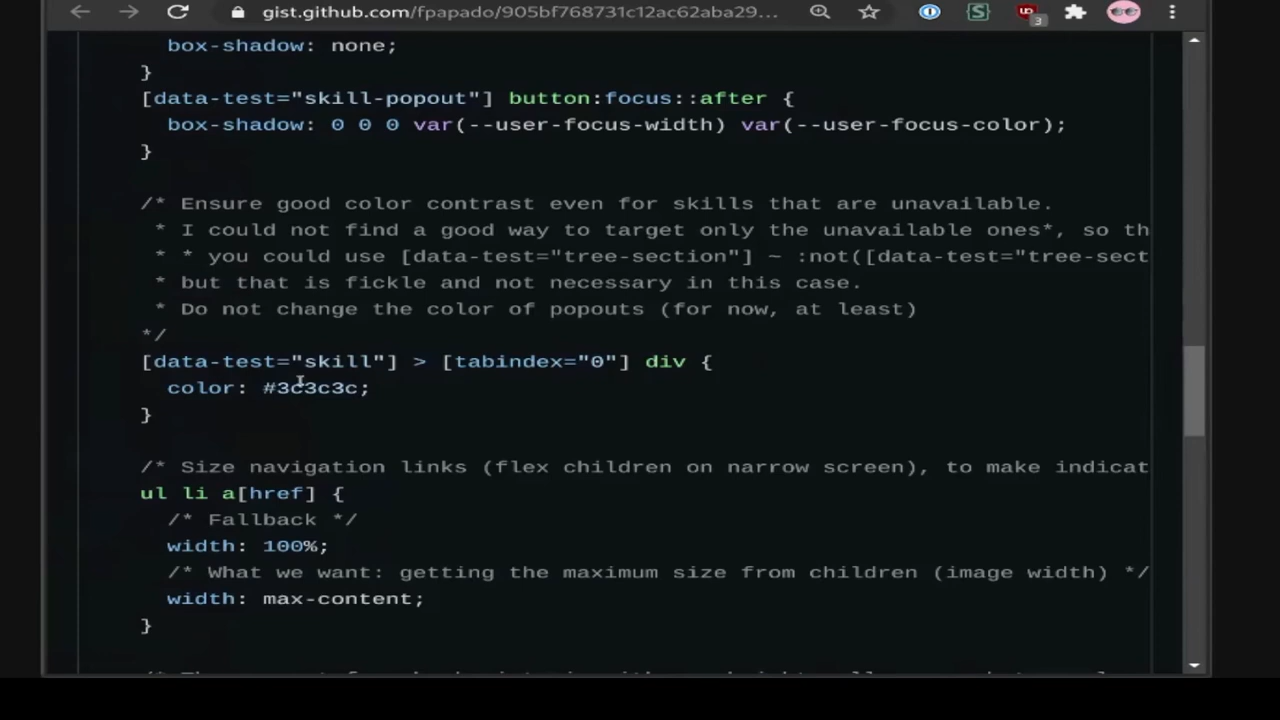 gist.github.com/fpapado/905bf768731c12ac62aba29...
3
box-shadow: none;
}
[data-test="skill-popout"] button:focus::after {
box-shadow: 0 0 0 var(--user-focus-width) var(--user-focus-color);
}
/* Ensure good color contrast even for skills that are unavailable.
* I could not find a good way to target only the unavailable ones*, so th
* * you could use [data-test="tree-section"] ~ :not([data-test="tree-sect
* but that is fickle and not necessary in this case.
* Do not change the color of popouts (for now, at least)
*/
[data-test="skill"] > [tabindex="0"] div {
color: #3c3c3c;
}
/* Size navigation links (flex children on narrow screen), to make indicat
ul li a[href] {
/* Fallback */
width: 100%;
/* What we want: getting the maximum size from children (image width) */
width: max-content;
}